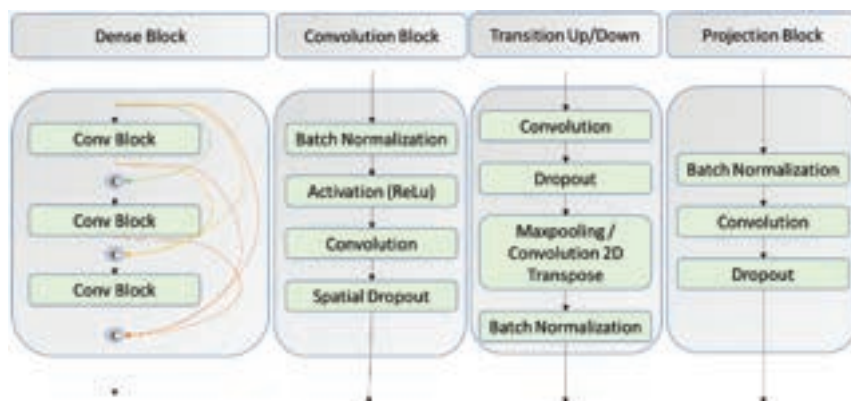 Dense Block
Convolution Block
Transition Up/Down
Projection Block
Conv Block
C
Conv Block
C
Conv Block
C
Batch Normalization
Activation (ReLu)
Convolution
Spatial Dropout
Convolution
Dropout
Maxpooling /
Convolution 2D
Transpose
Batch Normalization
Batch Normalization
Convolution
Dropout